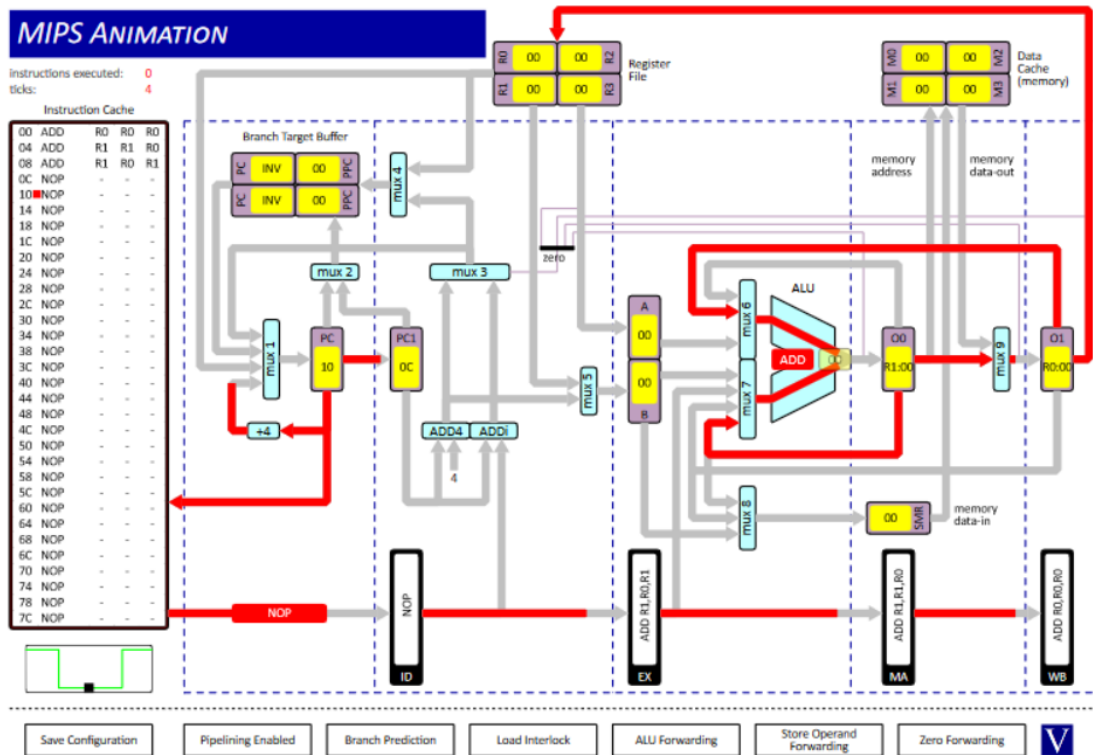 MIPS ANIMATION
instructions executed: 0
ticks: 4
Instruction Cache
00 ADD R0 R0 R0
04 ADD R1 R1 R0
08 ADD R1 R0 R1
0C NOP - - -
10 NOP - - -
14 NOP - - -
18 NOP - - -
1C NOP - - -
20 NOP - - -
24 NOP - - -
28 NOP - - -
2C NOP - - -
30 NOP - - -
34 NOP - - -
38 NOP - - -
3C NOP - - -
40 NOP - - -
44 NOP - - -
48 NOP - - -
4C NOP - - -
50 NOP - - -
54 NOP - - -
58 NOP - - -
5C NOP - - -
60 NOP - - -
64 NOP - - -
68 NOP - - -
6C NOP - - -
70 NOP - - -
74 NOP - - -
78 NOP - - -
7C NOP - - -
R0 00 00 R2
R1 00 00 R3
Register
File
M0 00 00 M2
M1 00 00 M3
Data
Cache
(memory)
Branch Target Buffer
PC INV 00 PPC
PC INV 00 PPC
mux 4
memory
address
memory
data-out
zero
mux 2
mux 3
mux 1
PC
10
PC1
0C
+4
ADD4 ADDi
4
mux 5
A
00
00
B
mux 6
mux 7
ALU
ADD
00
O0
R1:00
mux 9
O1
R0:00
mux 8
00 SMR
memory
data-in
NOP
NOP
ID
ADD R1,R0,R1
EX
ADD R1,R1,R0
MA
ADD R0,R0,R0
WB
Save Configuration
Pipelining Enabled
Branch Prediction
Load Interlock
ALU Forwarding
Store Operand
Forwarding
Zero Forwarding
V